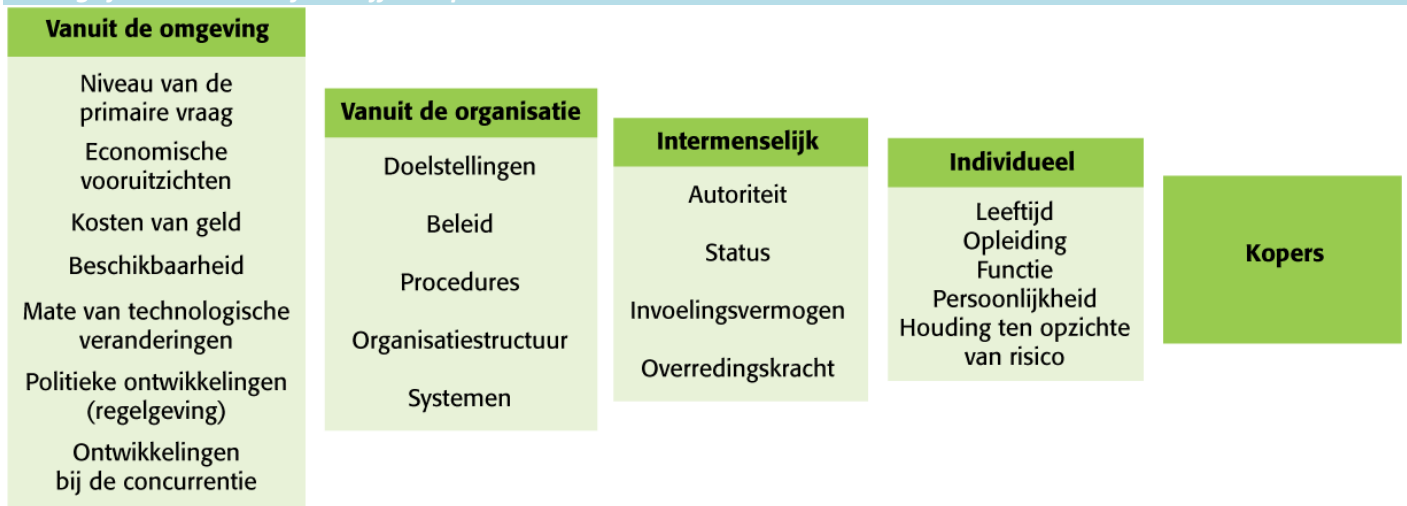 Vanuit de omgeving
Niveau van de
primaire vraag
Economische
vooruitzichten
Kosten van geld
Beschikbaarheid
Mate van technologische
veranderingen
Politieke ontwikkelingen
(regelgeving)
Ontwikkelingen
bij de concurrentie
Vanuit de organisatie
Doelstellingen
Beleid
Procedures
Organisatiestructuur
Systemen
Intermenselijk
Autoriteit
Status
Invoelingsvermogen
Overredingskracht
Individueel
Leeftijd
Opleiding
Functie
Persoonlijkheid
Houding ten opzichte
van risico
Kopers